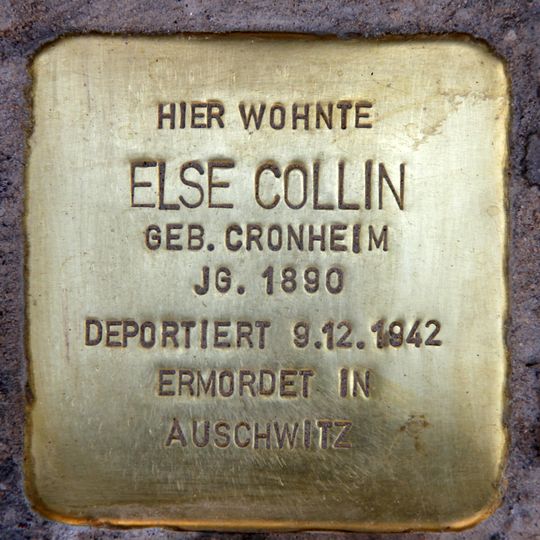 HIER WOHNTE
ELSE COLLIN
GEB. CRONHEIM
JG. 1890
DEPORTIERT 9.12.1942
ERMORDET IN
AUSCHWITZ